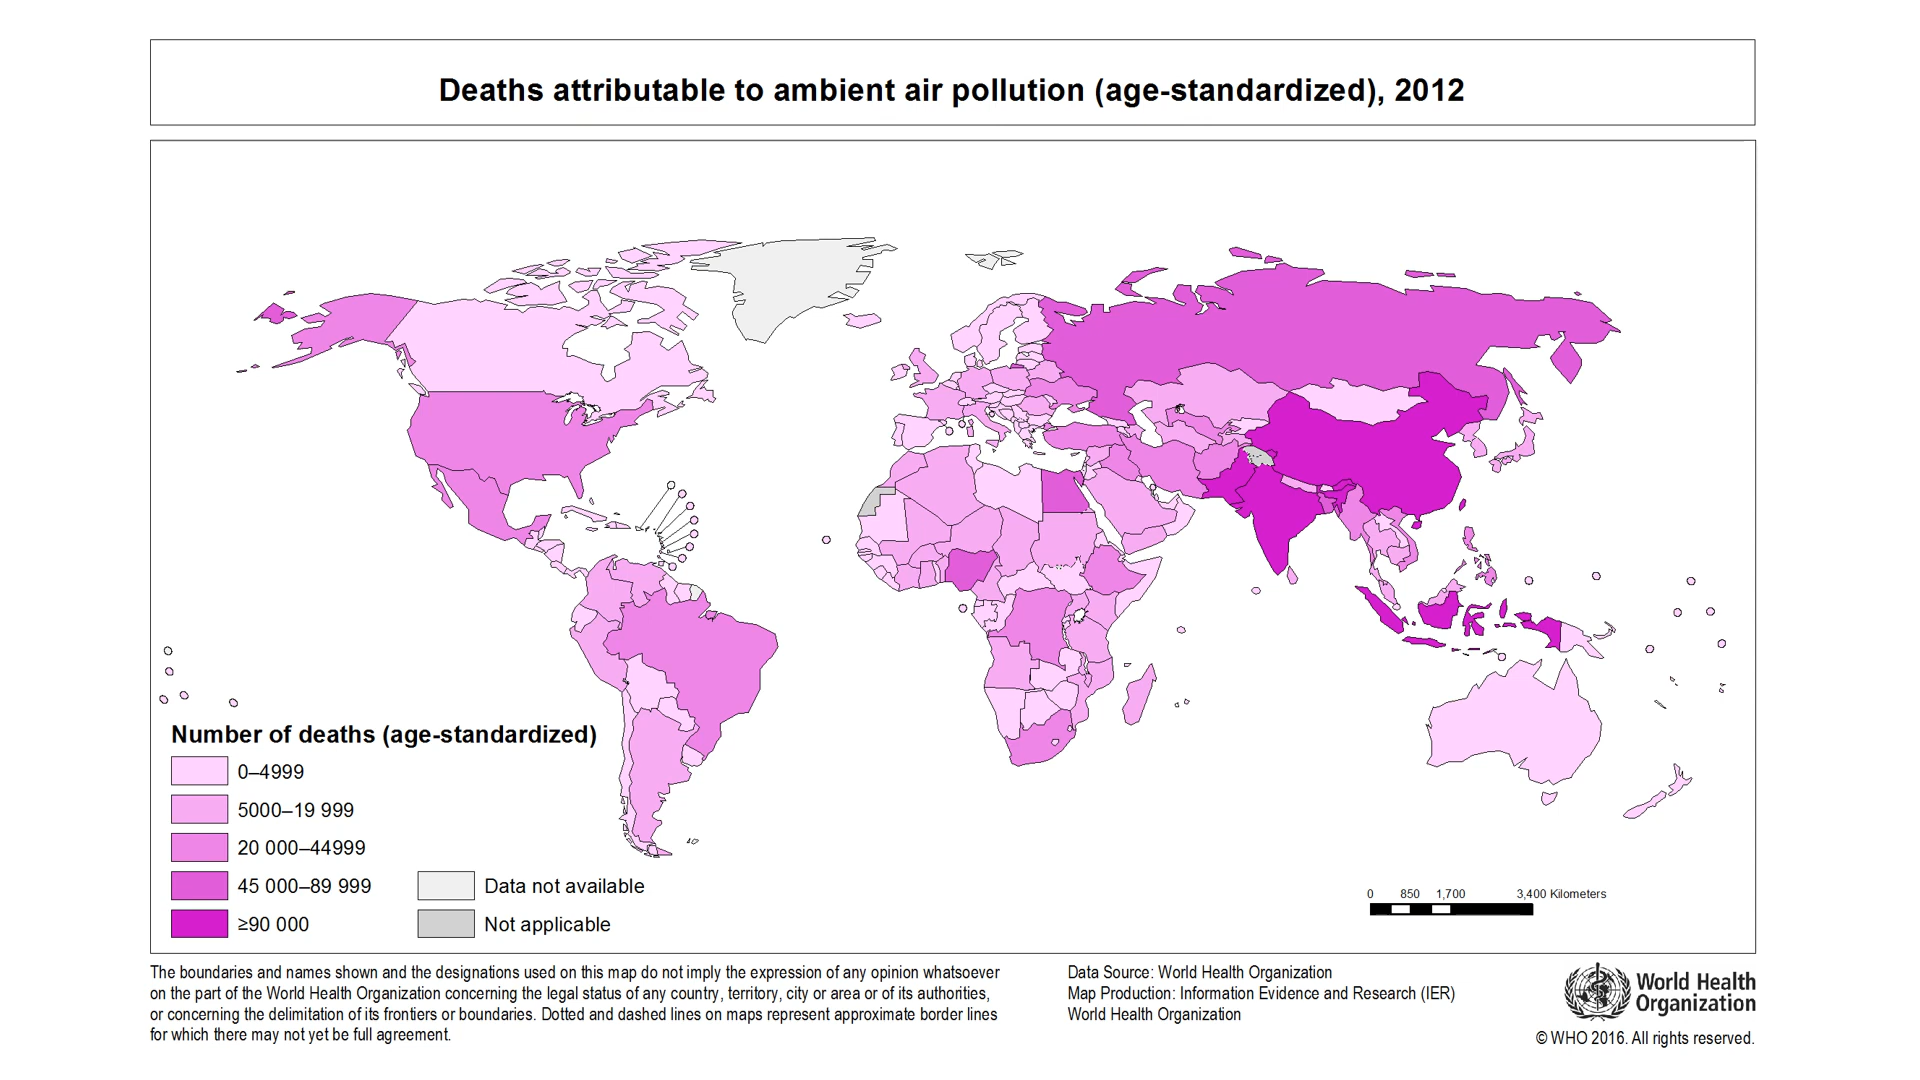 Deaths attributable to ambient air pollution (age-standardized), 2012
Number of deaths (age-standardized)
0–4999
5000–19 999
20 000–44999
45 000–89 999
≥90 000
Data not available
Not applicable
0 850 1,700 3,400 Kilometers
The boundaries and names shown and the designations used on this map do not imply the expression of any opinion whatsoever
on the part of the World Health Organization concerning the legal status of any country, territory, city or area or of its authorities,
or concerning the delimitation of its frontiers or boundaries. Dotted and dashed lines on maps represent approximate border lines
for which there may not yet be full agreement.
Data Source: World Health Organization
Map Production: Information Evidence and Research (IER)
World Health Organization
World Health
Organization
© WHO 2016. All rights reserved.